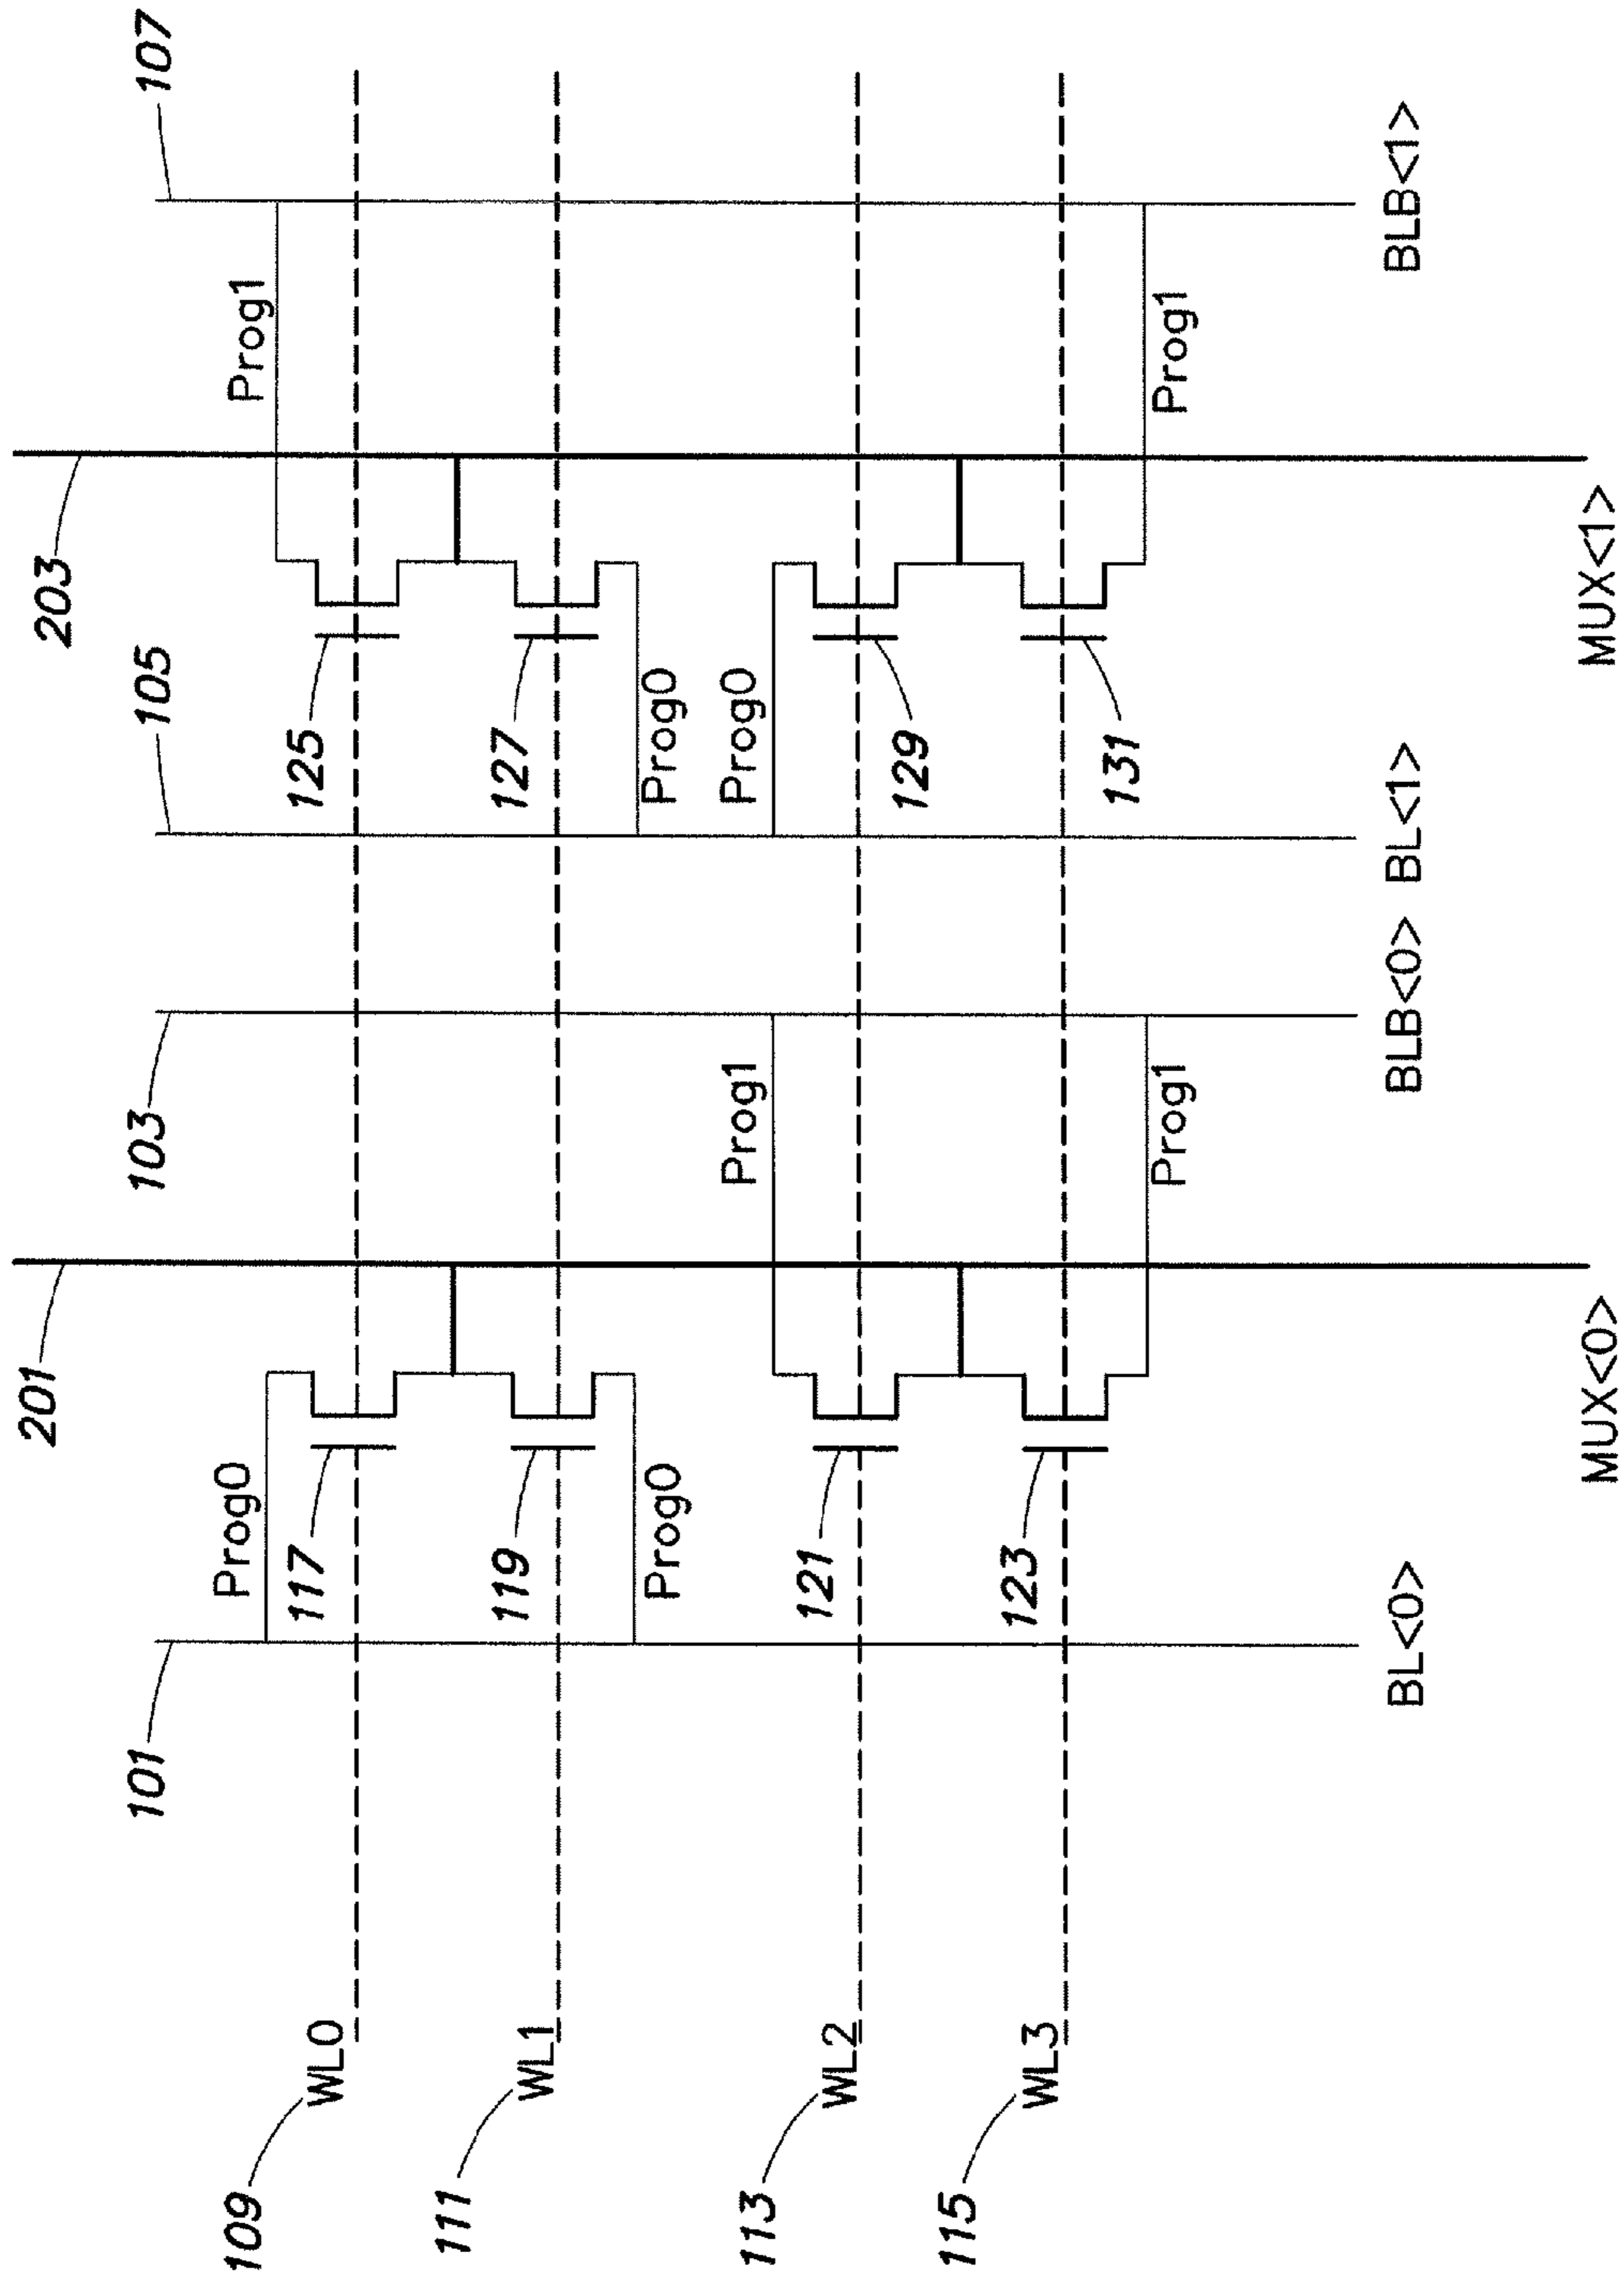 201
203
101
103
105
107
109
Prog0
Prog1
WL0
117
125
111
WL1
119
127
Prog0
Prog0
113
Prog1
Prog0
WL2
121
129
115
WL3
123
131
Prog1
Prog1
BL<0>
BLB<0>
BL<1>
BLB<1>
MUX<0>
MUX<1>